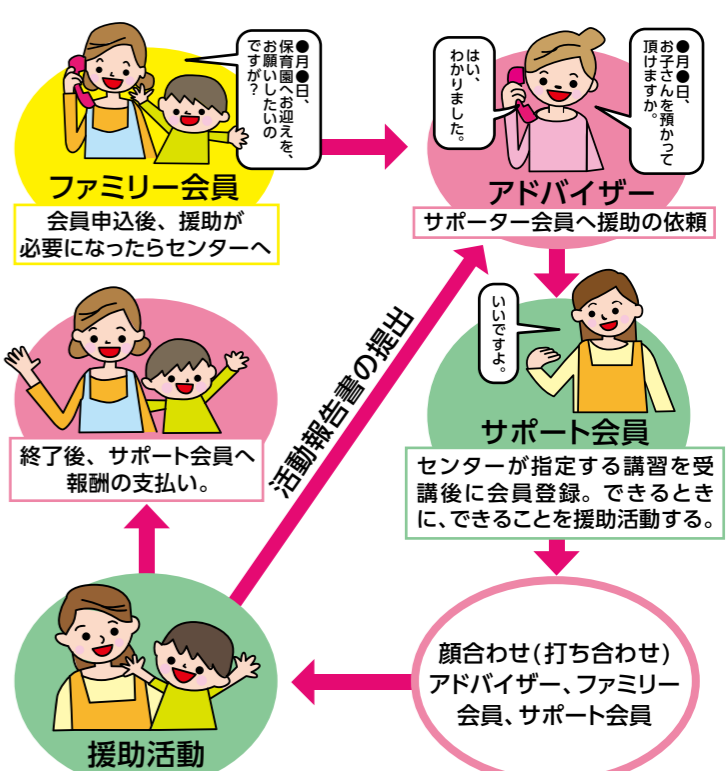 ●月●日、
保育園へお迎えを、
お願いしたいの
ですが?
ファミリー会員
会員申込後、援助が
必要になったらセンターへ
●月●日、
お子さんを預かって
頂けますか。
はい、
わかりました。
アドバイザー
サポーター会員へ援助の依頼
いいですよ。
サポート会員
センターが指定する講習を受
講後に会員登録。できるとき
に、できることを援助活動する。
顔合わせ(打ち合わせ)
アドバイザー、ファミリー
会員、サポート会員
援助活動
活動報告書の提出
終了後、サポート会員へ
報酬の支払い。